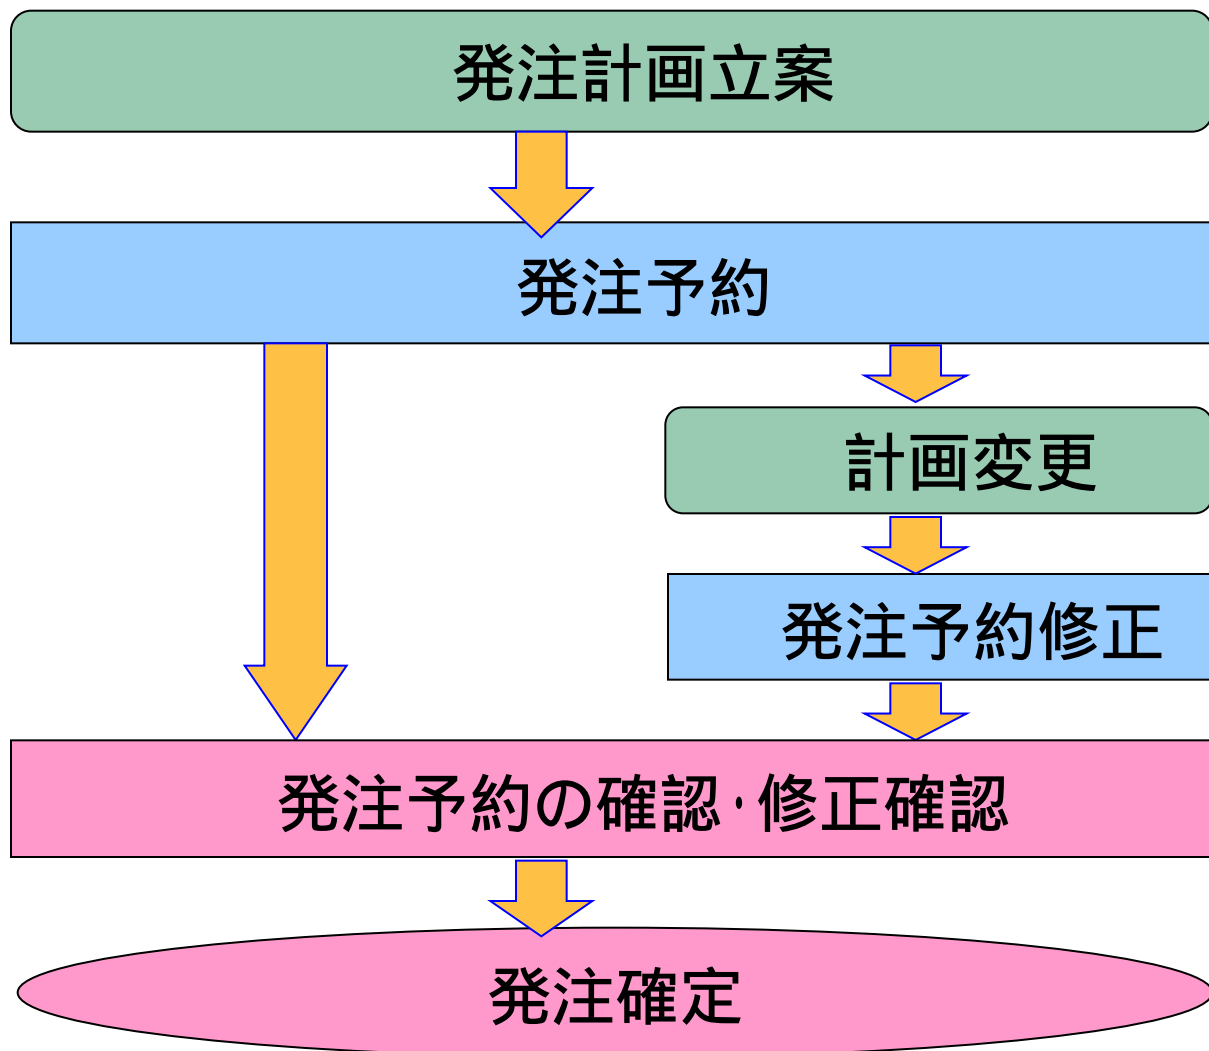 発注計画立案
発注予約
計画変更
発注予約修正
発注予約の確認·修正確認
発注確定